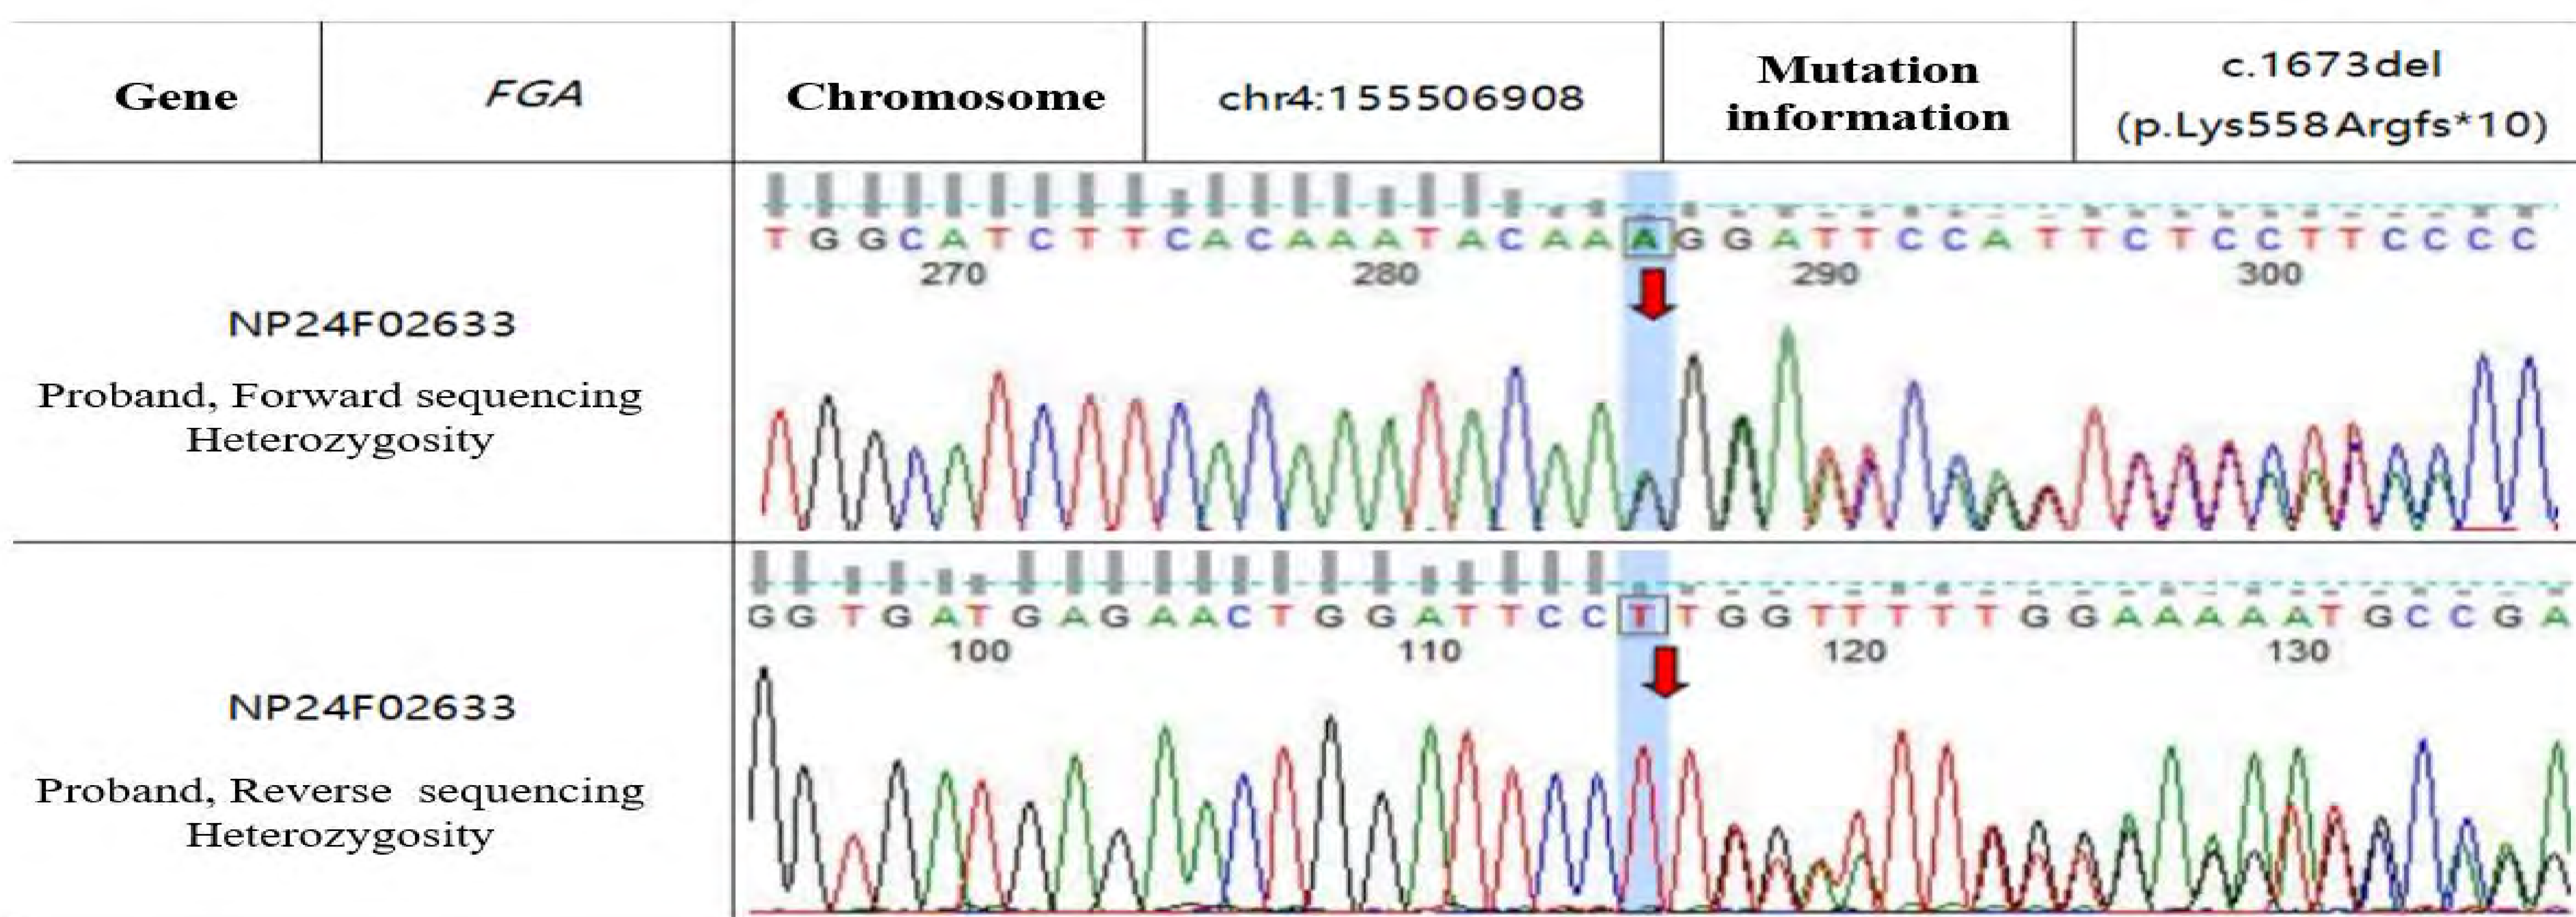 Gene FGA Chromosome chr4:155506908 Mutation information c.1673del (p.Lys558Argfs*10)
TGGCATCTTCACAAATACAAAGGATTCCATTCTCCTTCCCC
270 280 290 300
NP24F02633
Proband, Forward sequencing
Heterozygosity
GGTGATGAGAACTGGATTCCTTGGTTTTTGGAAAAATGCCGA
100 110 120 130
NP24F02633
Proband, Reverse sequencing
Heterozygosity